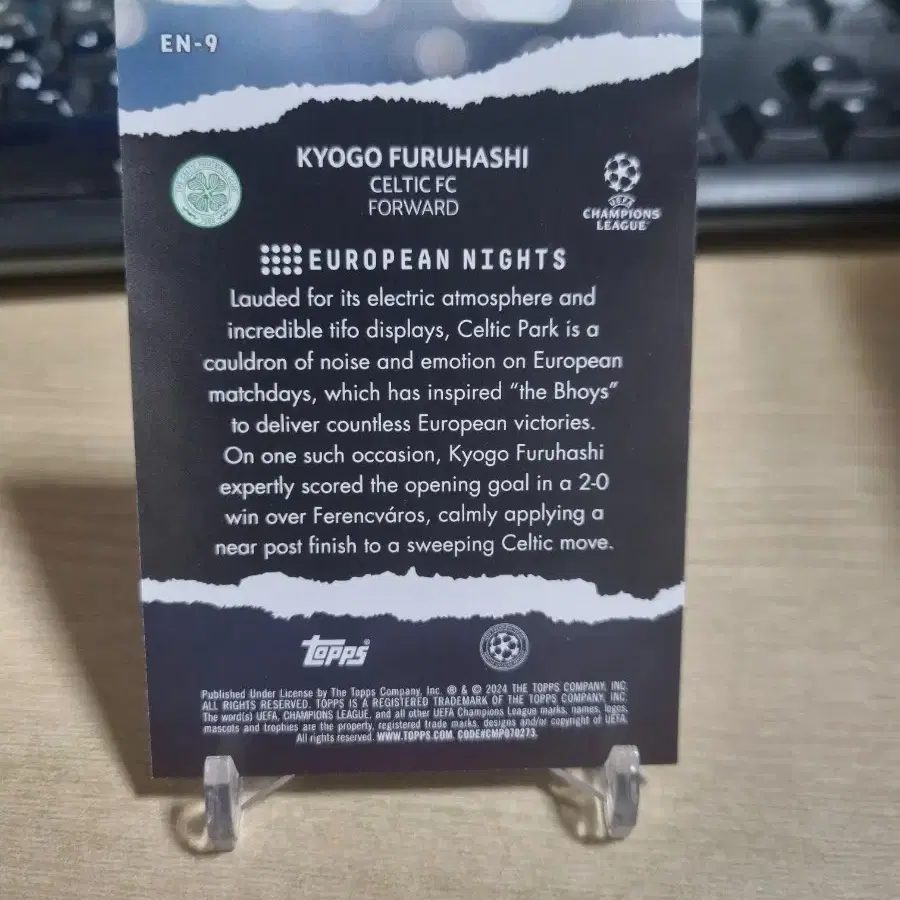 EN-9
KYOGO FURUHASHI
CELTIC FC
FORWARD
UEFA
CHAMPIONS
LEAGUE
EUROPEAN NIGHTS
Lauded for its electric atmosphere and
incredible tifo displays, Celtic Park is a
cauldron of noise and emotion on European
matchdays, which has inspired “the Bhoys”
to deliver countless European victories.
On one such occasion, Kyogo Furuhashi
expertly scored the opening goal in a 2-0
win over Ferencváros, calmly applying a
near post finish to a sweeping Celtic move.
Topps®
Published Under License by The Topps Company, Inc. ® & © 2024 THE TOPPS COMPANY, INC.
ALL RIGHTS RESERVED. TOPPS IS A REGISTERED TRADEMARK OF THE TOPPS COMPANY, INC.
The word(s) UEFA, CHAMPIONS LEAGUE, and all other UEFA Champions League marks, names, logos,
mascots and trophies are the property, registered trade marks, designs and/or copyright of UEFA.
All rights reserved. WWW.TOPPS.COM. CODE#CMP070273.